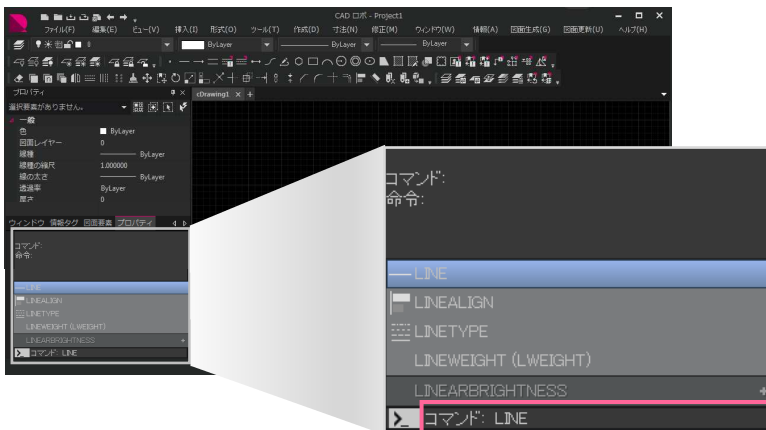 CAD ロボ - Project1
ファイル(F) 編集(E) ビュー(V) 挿入(I) 形式(O) ツール(T) 作成(D) 寸法(N) 修正(M) ウィンドウ(W) 情報(A) 図面生成(G) 図面更新(U) ヘルプ(H)
0 ByLayer ByLayer ByLayer
プロパティ
cDrawing1 × +
選択要素がありません。
一般
色 ByLayer
図面レイヤー 0
線種 ByLayer
線種の縮尺 1.000000
線の太さ ByLayer
透過率 ByLayer
厚さ 0
ウィンドウ 情報タグ 図面要素 プロパティ
コマンド:
命令:
LINE
LINEALIGN
LINETYPE
LINEWEIGHT (LWEIGHT)
LINEARBRIGHTNESS
コマンド: LINE
コマンド:
命令:
LINE
LINEALIGN
LINETYPE
LINEWEIGHT (LWEIGHT)
LINEARBRIGHTNESS
コマンド: LINE